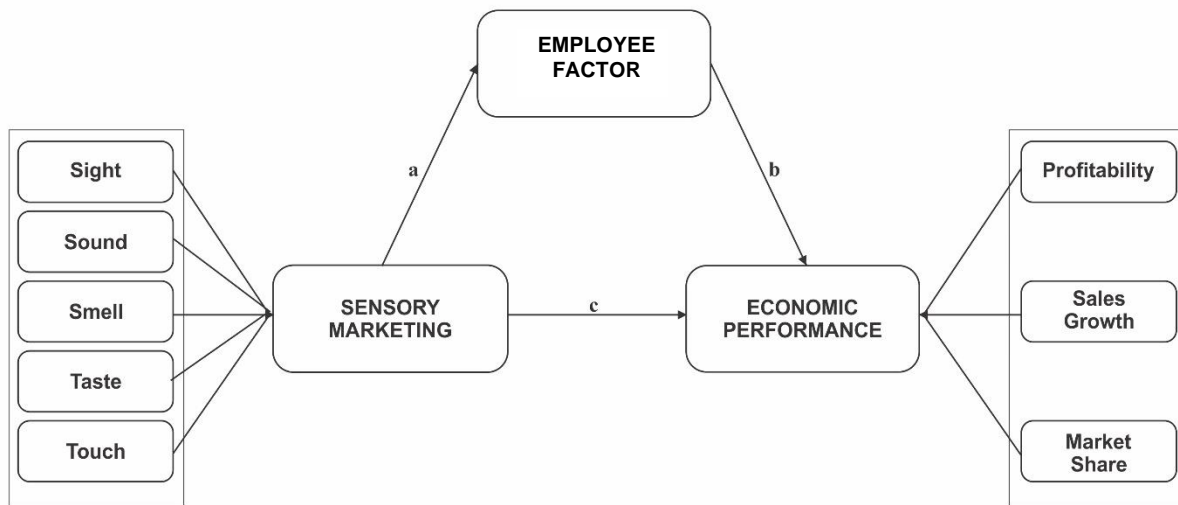 EMPLOYEE
FACTOR
Sight
Sound
Smell
Taste
Touch
a
b
c
SENSORY
MARKETING
ECONOMIC
PERFORMANCE
Profitability
Sales
Growth
Market
Share